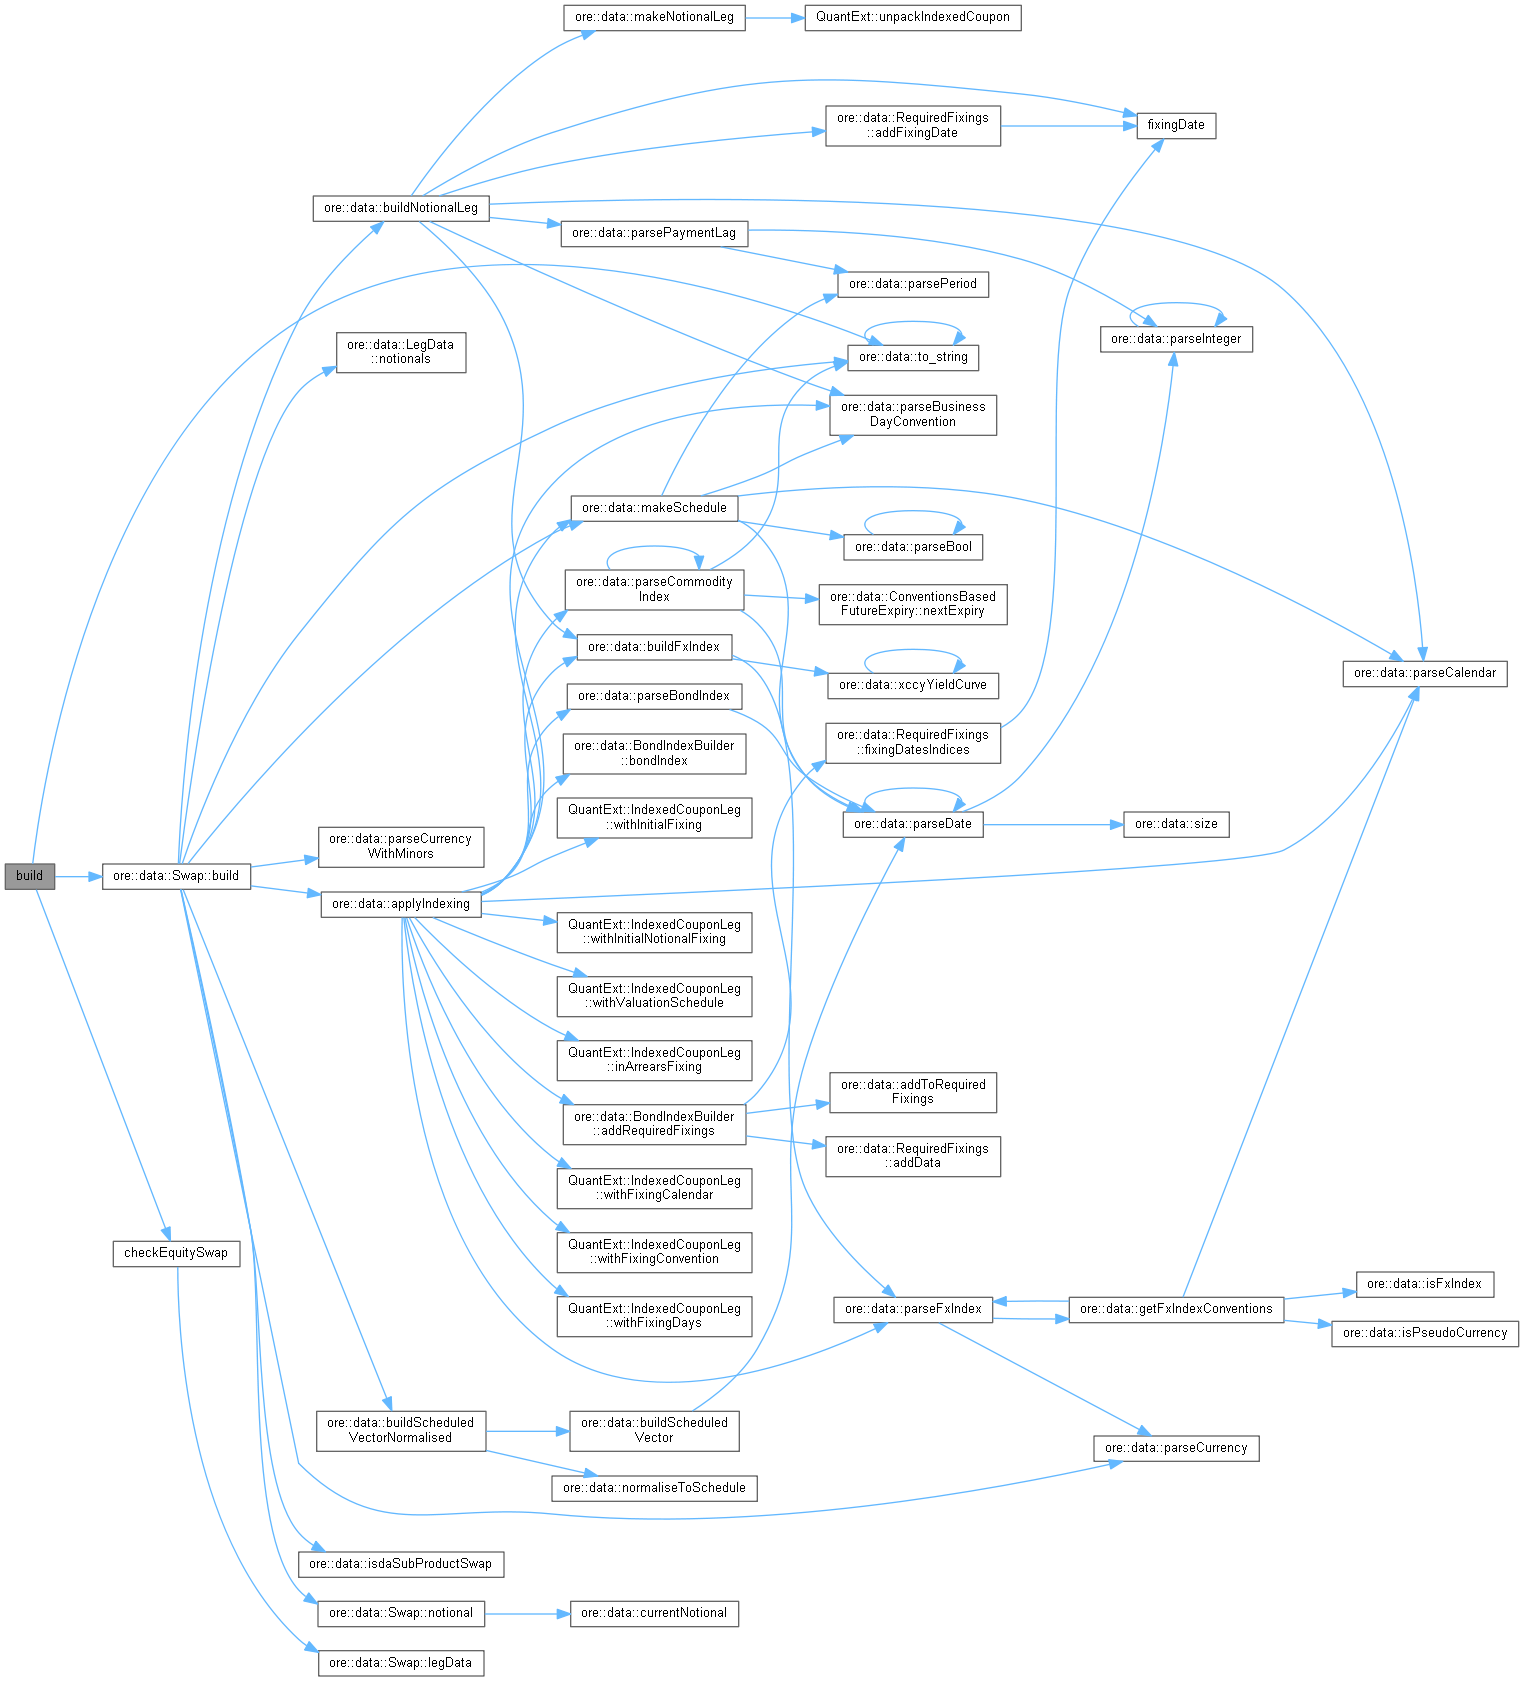 ore::data::makeNotionalLeg
QuantExt::unpackIndexedCoupon
ore::data::RequiredFixings
::addFixingDate
fixingDate
ore::data::buildNotionalLeg
ore::data::parsePaymentLag
ore::data::parsePeriod
ore::data::LegData
::notionals
ore::data::to_string
ore::data::parseInteger
ore::data::parseBusiness
DayConvention
ore::data::makeSchedule
ore::data::parseBool
ore::data::parseCommodity
Index
ore::data::ConventionsBased
FutureExpiry::nextExpiry
ore::data::buildFxIndex
ore::data::xccyYieldCurve
ore::data::parseCalendar
ore::data::parseBondIndex
ore::data::RequiredFixings
::fixingDatesIndices
ore::data::BondIndexBuilder
::bondIndex
QuantExt::IndexedCouponLeg
::withInitialFixing
ore::data::parseDate
ore::data::size
ore::data::parseCurrency
WithMinors
build
ore::data::Swap::build
ore::data::applyIndexing
QuantExt::IndexedCouponLeg
::withInitialNotionalFixing
QuantExt::IndexedCouponLeg
::withValuationSchedule
QuantExt::IndexedCouponLeg
::inArrearsFixing
ore::data::BondIndexBuilder
::addRequiredFixings
ore::data::addToRequired
Fixings
ore::data::RequiredFixings
::addData
QuantExt::IndexedCouponLeg
::withFixingCalendar
QuantExt::IndexedCouponLeg
::withFixingConvention
checkEquitySwap
QuantExt::IndexedCouponLeg
::withFixingDays
ore::data::parseFxIndex
ore::data::getFxIndexConventions
ore::data::isFxIndex
ore::data::isPseudoCurrency
ore::data::buildScheduled
VectorNormalised
ore::data::buildScheduled
Vector
ore::data::parseCurrency
ore::data::normaliseToSchedule
ore::data::isdaSubProductSwap
ore::data::Swap::notional
ore::data::currentNotional
ore::data::Swap::legData